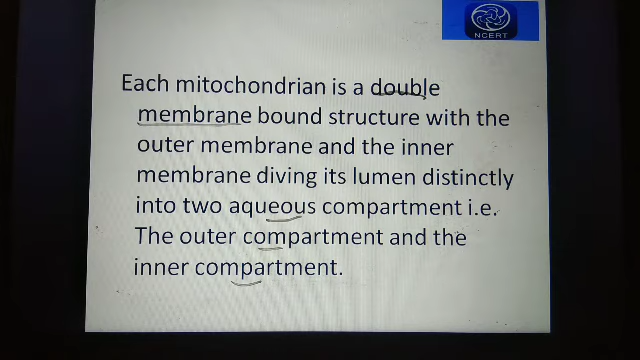 NCERT
Each mitochondrian is a double
membrane bound structure with the
outer membrane and the inner
membrane diving its lumen distinctly
into two aqueous compartment i.e.
The outer compartment and the
inner compartment.